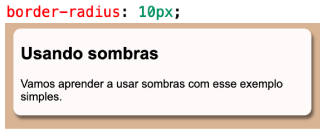 border-radius: 10px;
Usando sombras
Vamos aprender a usar sombras com esse exemplo
simples.